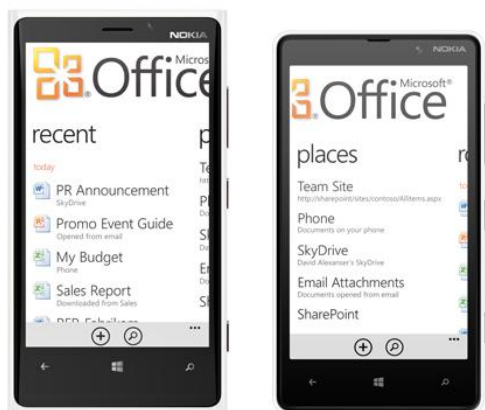 NOKIA
Microsoft
Office
recent
today
PR Announcement
SkyDrive
Promo Event Guide
Opened from email
My Budget
Phone
Sales Report
Downloaded from Sales
NOKIA
Microsoft®
Office
places
Team Site
http://sharepoint/sites/contoso/AllItems.aspx
Phone
Documents on your phone
SkyDrive
David Alexanser's SkyDrive
Email Attachments
Documents opened from email
SharePoint